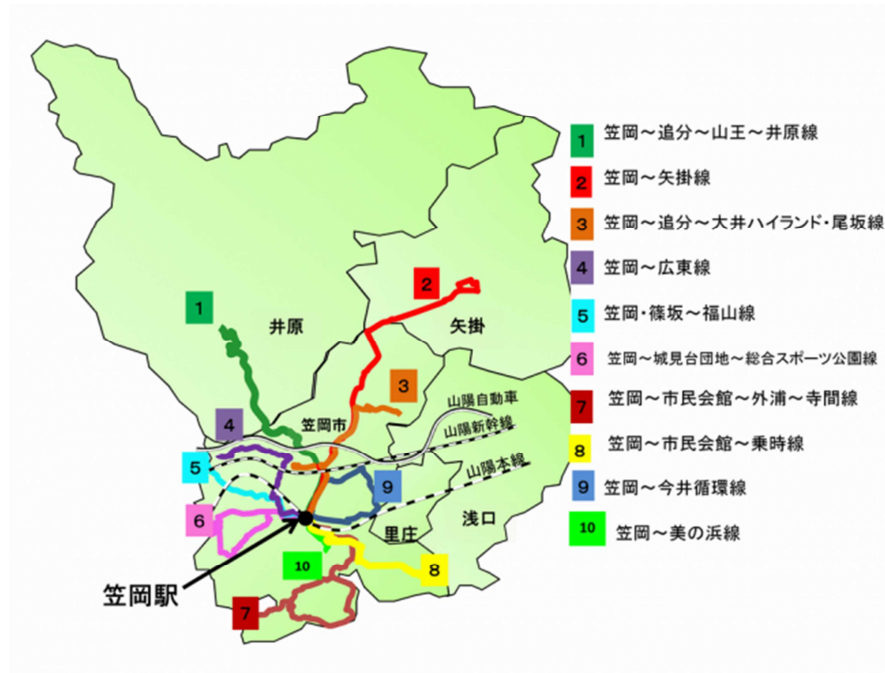 1
2
3
4
5
6
7
8
9
10
井原
矢掛
笠岡市
山陽自動車
山陽新幹線
山陽本線
里庄
浅口
笠岡駅
1 笠岡~追分~山王~井原線
2 笠岡~矢掛線
3 笠岡~追分~大井ハイランド・尾坂線
4 笠岡~広東線
5 笠岡・篠坂~福山線
6 笠岡~城見台団地~総合スポーツ公園線
7 笠岡~市民会館~外浦~寺間線
8 笠岡~市民会館~乗時線
9 笠岡~今井循環線
10 笠岡~美の浜線